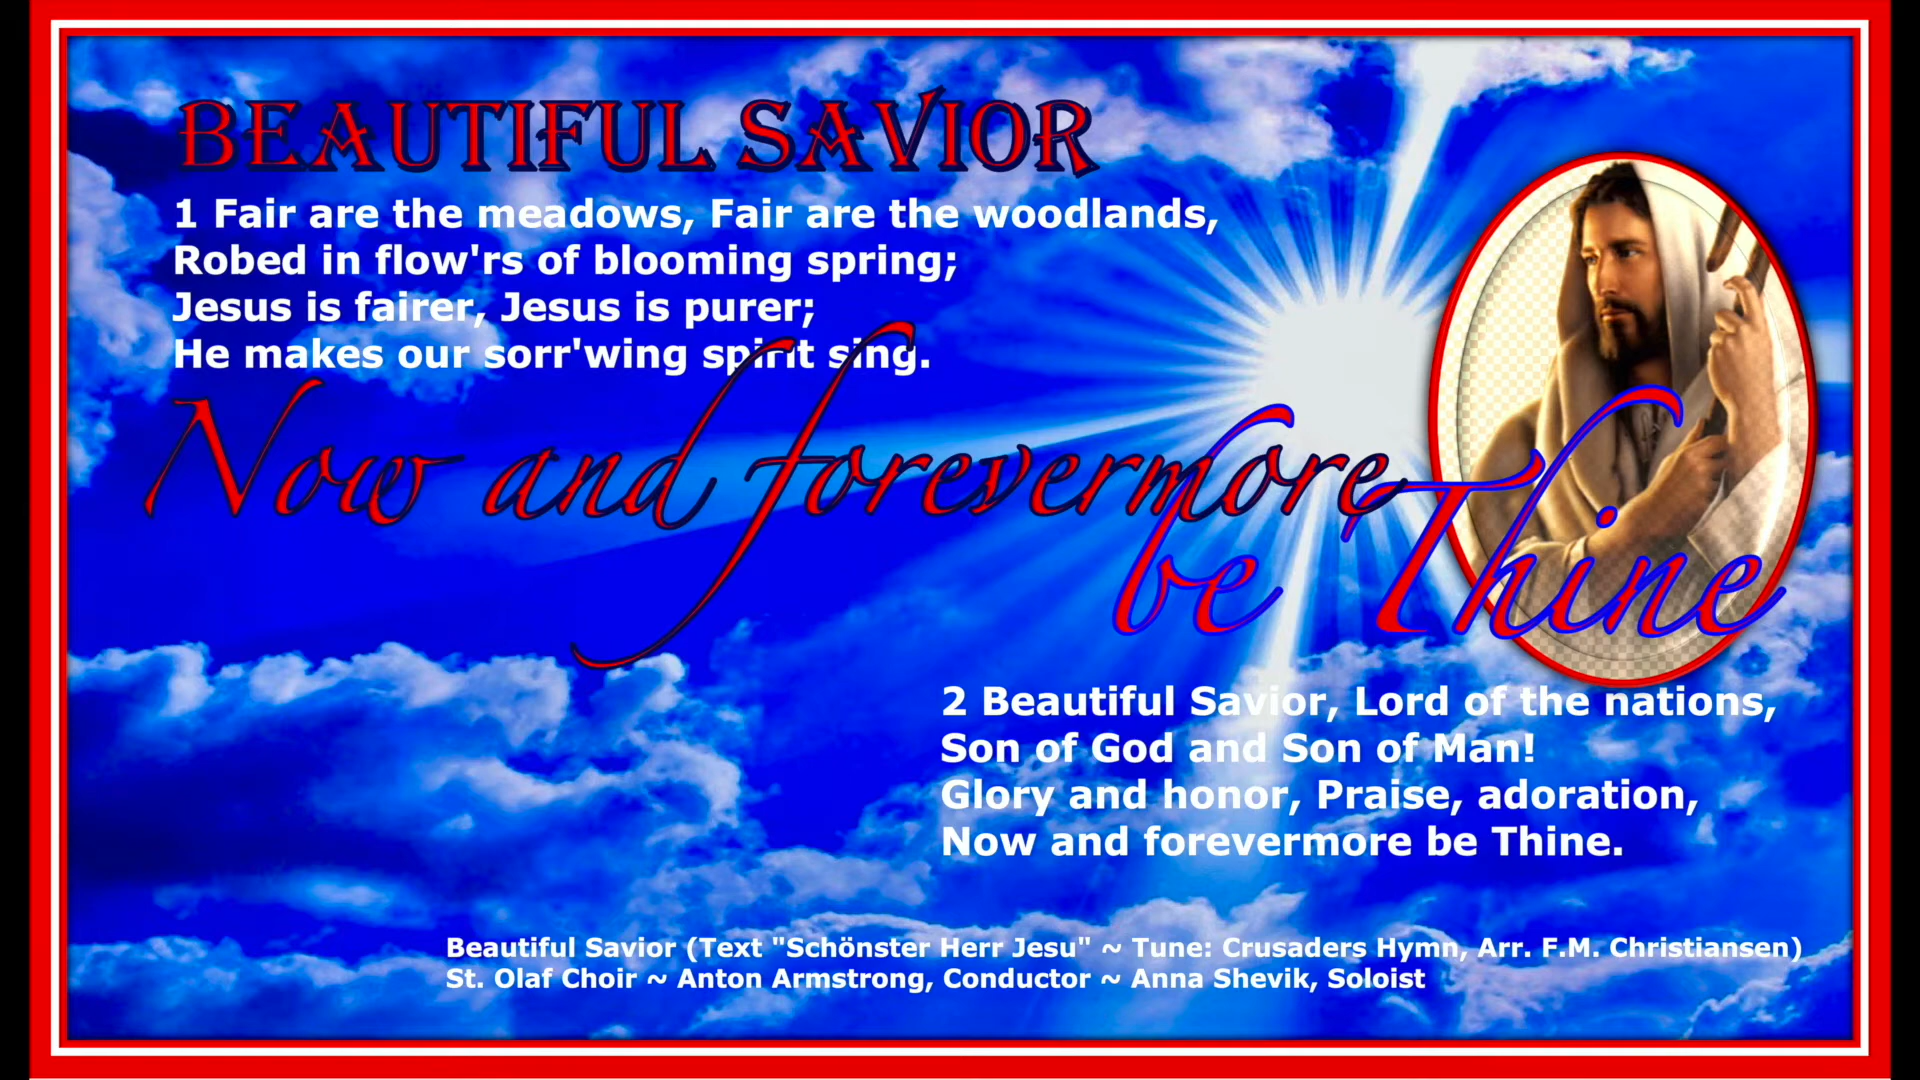 BEAUTIFUL SAVIOR
1 Fair are the meadows, Fair are the woodlands,
Robed in flow'rs of blooming spring;
Jesus is fairer, Jesus is purer;
He makes our sorr'wing spirit sing.
Now and forevermore
be Thine
2 Beautiful Savior, Lord of the nations,
Son of God and Son of Man!
Glory and honor, Praise, adoration,
Now and forevermore be Thine.
Beautiful Savior (Text "Schönster Herr Jesu" ~ Tune: Crusaders Hymn, Arr. F.M. Christiansen)
St. Olaf Choir ~ Anton Armstrong, Conductor ~ Anna Shevik, Soloist